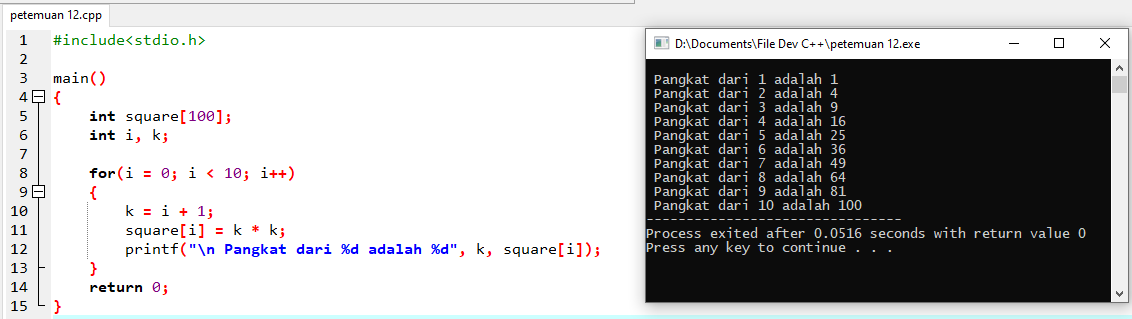 petemuan 12.cpp
1 #include<stdio.h>
2
3 main()
4 {
5 int square[100];
6 int i, k;
7
8 for(i = 0; i < 10; i++)
9 {
10 k = i + 1;
11 square[i] = k * k;
12 printf("\n Pangkat dari %d adalah %d", k, square[i]);
13 }
14 return 0;
15 }
D:\Documents\File Dev C++\petemuan 12.exe
Pangkat dari 1 adalah 1
Pangkat dari 2 adalah 4
Pangkat dari 3 adalah 9
Pangkat dari 4 adalah 16
Pangkat dari 5 adalah 25
Pangkat dari 6 adalah 36
Pangkat dari 7 adalah 49
Pangkat dari 8 adalah 64
Pangkat dari 9 adalah 81
Pangkat dari 10 adalah 100
--------------------------------
Process exited after 0.0516 seconds with return value 0
Press any key to continue . . .